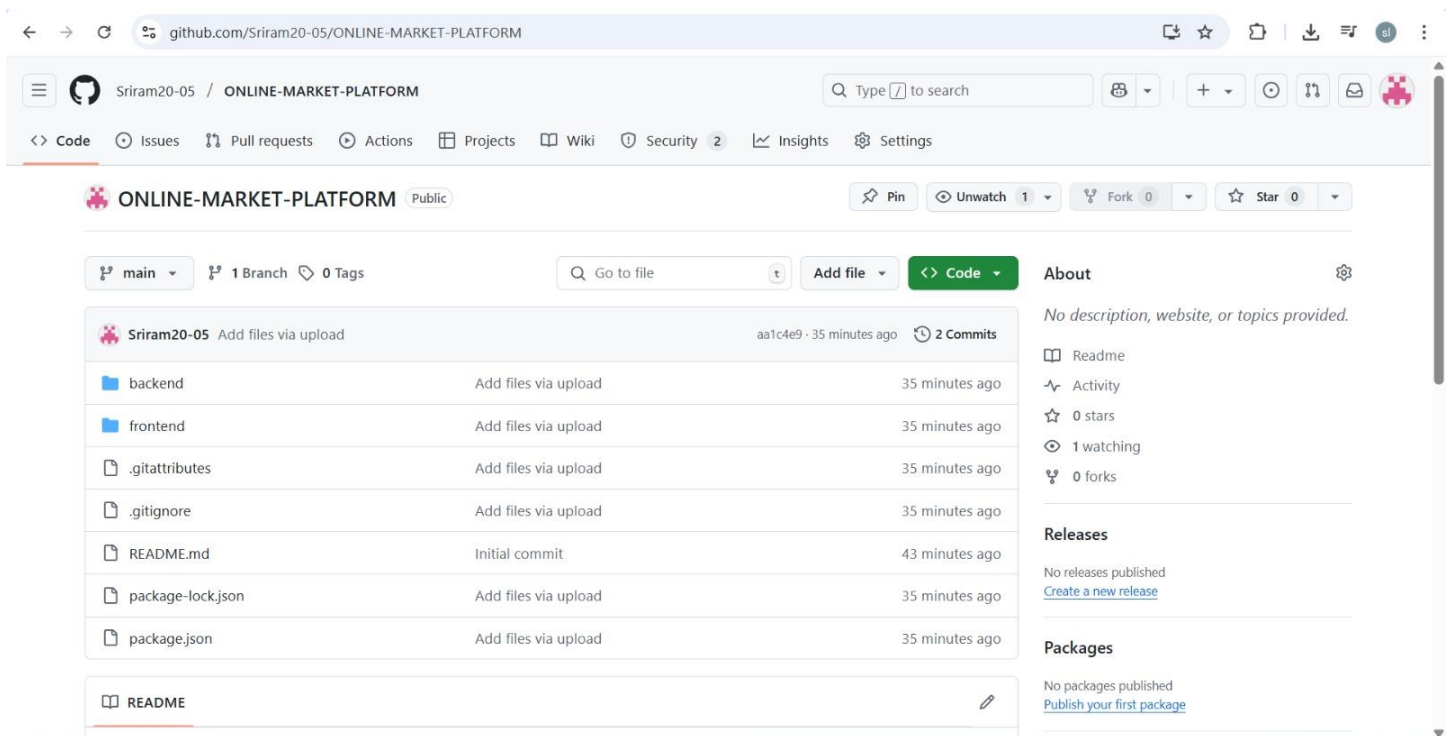 github.com/Sriram20-05/ONLINE-MARKET-PLATFORM
sl
Sriram20-05 / ONLINE-MARKET-PLATFORM
Type / to search
<> Code
Issues
Pull requests
Actions
Projects
Wiki
Security 2
Insights
Settings
ONLINE-MARKET-PLATFORM Public
Pin
Unwatch 1
Fork 0
Star 0
main
1 Branch
0 Tags
Go to file t
Add file
<> Code
Sriram20-05 Add files via upload aa1c4e9 · 35 minutes ago 2 Commits
backend Add files via upload 35 minutes ago
frontend Add files via upload 35 minutes ago
.gitattributes Add files via upload 35 minutes ago
.gitignore Add files via upload 35 minutes ago
README.md Initial commit 43 minutes ago
package-lock.json Add files via upload 35 minutes ago
package.json Add files via upload 35 minutes ago
README
About
No description, website, or topics provided.
Readme
Activity
0 stars
1 watching
0 forks
Releases
No releases published
Create a new release
Packages
No packages published
Publish your first package